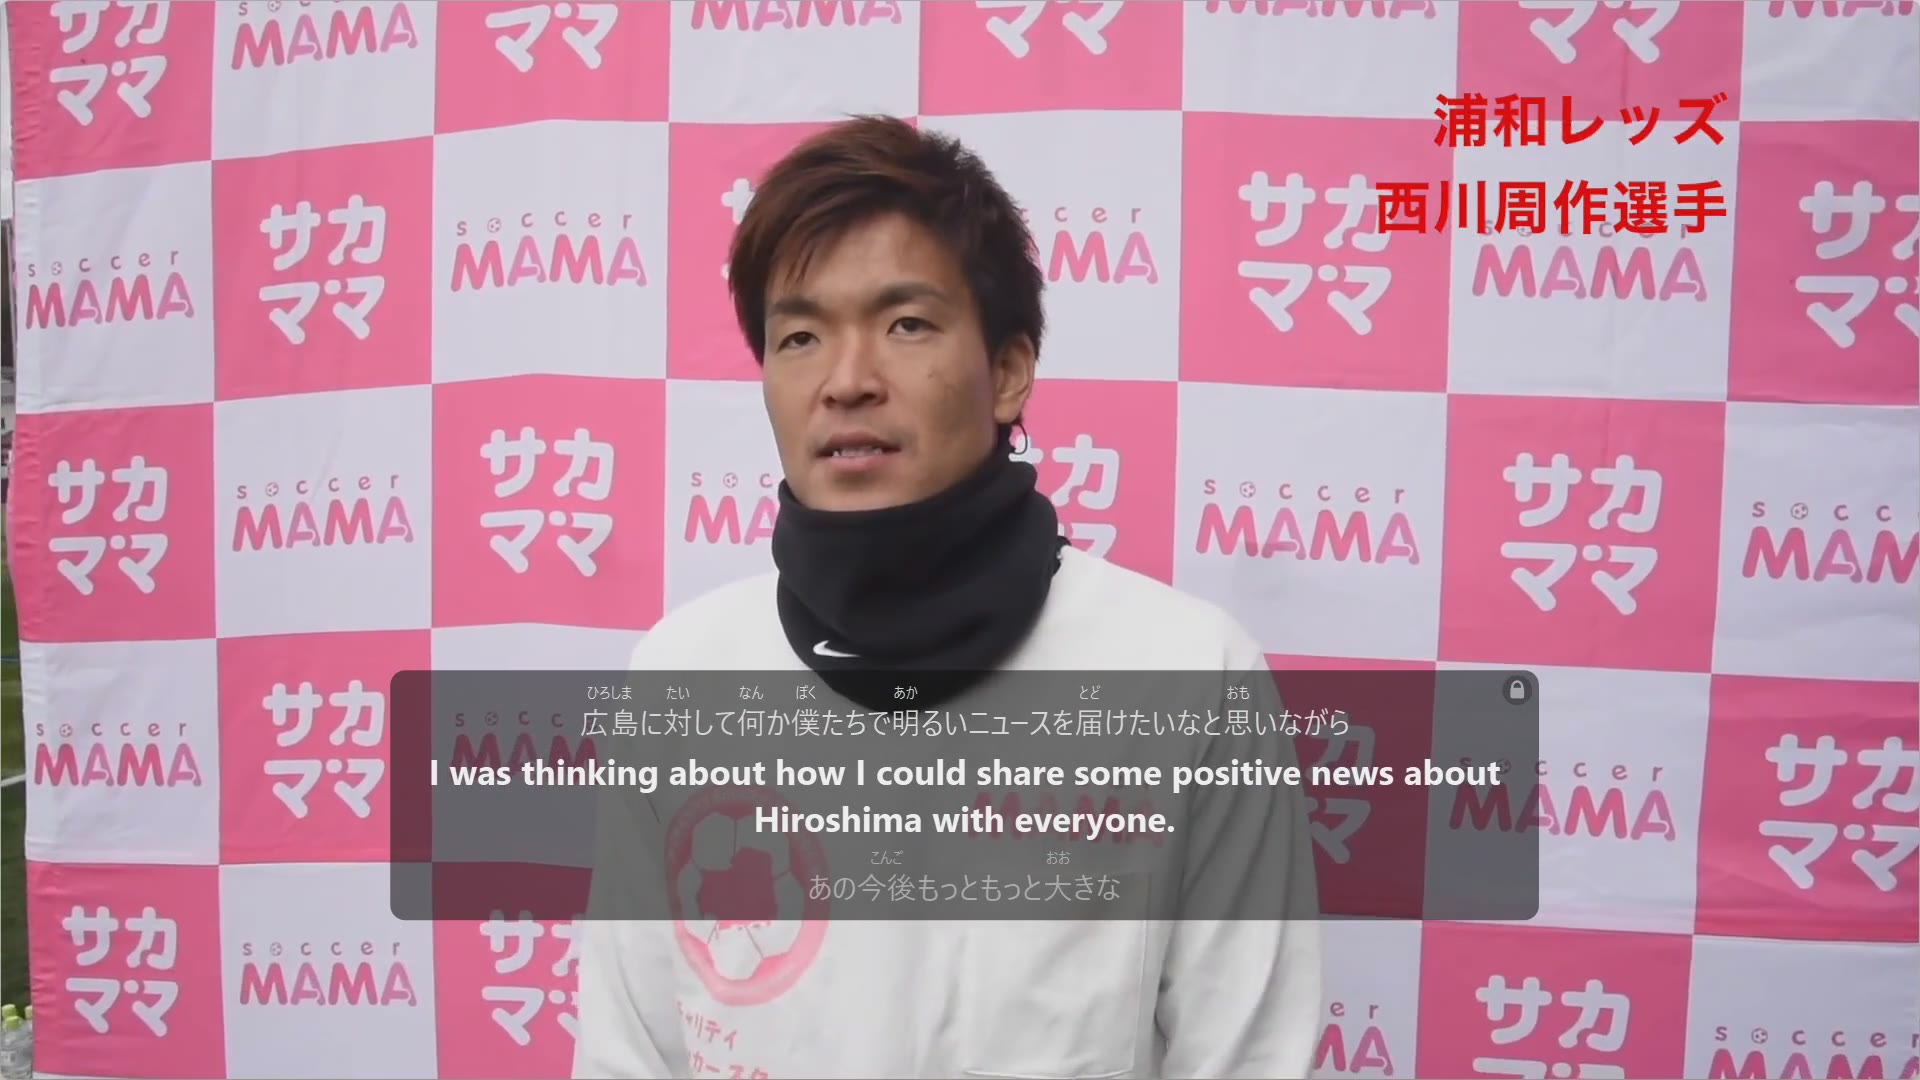 浦和レッズ
西川周作選手
サカママ
soccer MAMA
ひろしま たい なん ぼく あか とど おも
広島に対して何か僕たちで明るいニュースを届けたいなと思いながら
I was thinking about how I could share some positive news about
Hiroshima with everyone.
こんご おお
あの今後もっともっと大きな